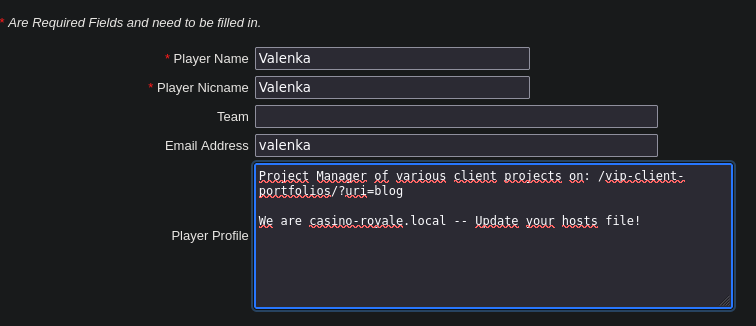 * Are Required Fields and need to be filled in.
* Player Name Valenka
* Player Nicname Valenka
Team
Email Address valenka
Player Profile
Project Manager of various client projects on: /vip-client-
portfolios/?uri=blog
We are casino-royale.local -- Update your hosts file!